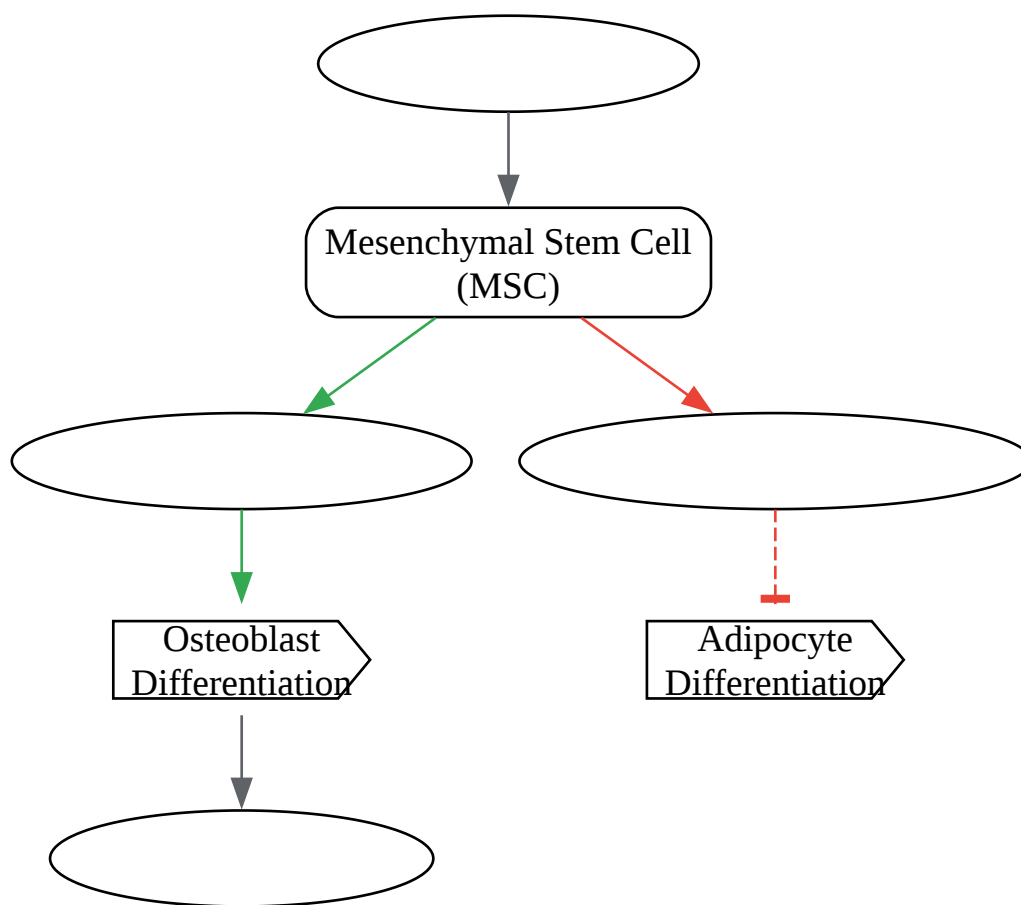 Mesenchymal Stem Cell
(MSC)
Osteoblast
Differentiation
Adipocyte
Differentiation